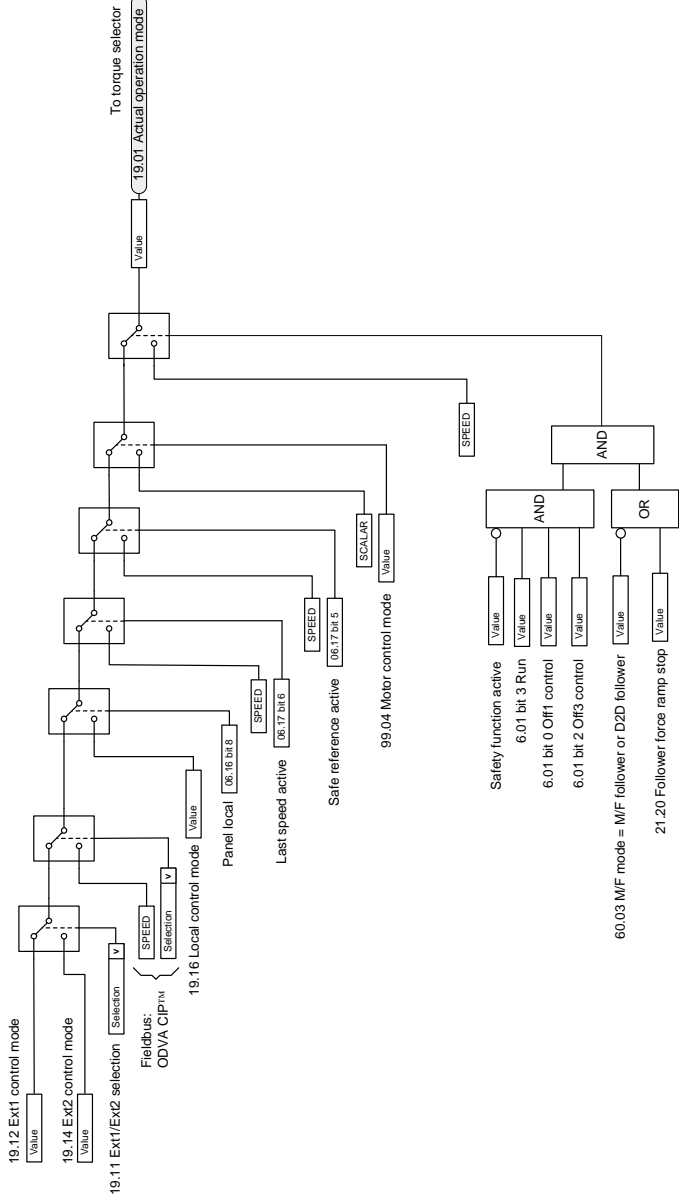 19.12 Ext1 control mode
Value
19.14 Ext2 control mode
Value
19.11 Ext1/Ext2 selection
Selection
v
Fieldbus:
ODVA CIP™
SPEED
Selection
v
19.16 Local control mode
Value
Panel local
06.16 bit 8
SPEED
Last speed active
06.17 bit 6
SPEED
Safe reference active
06.17 bit 5
SCALAR
99.04 Motor control mode
Value
SPEED
Value
19.01 Actual operation mode
To torque selector
Safety function active
Value
6.01 bit 3 Run
Value
6.01 bit 0 Off1 control
Value
6.01 bit 2 Off3 control
Value
AND
60.03 M/F mode = M/F follower or D2D follower
Value
21.20 Follower force ramp stop
Value
OR
AND